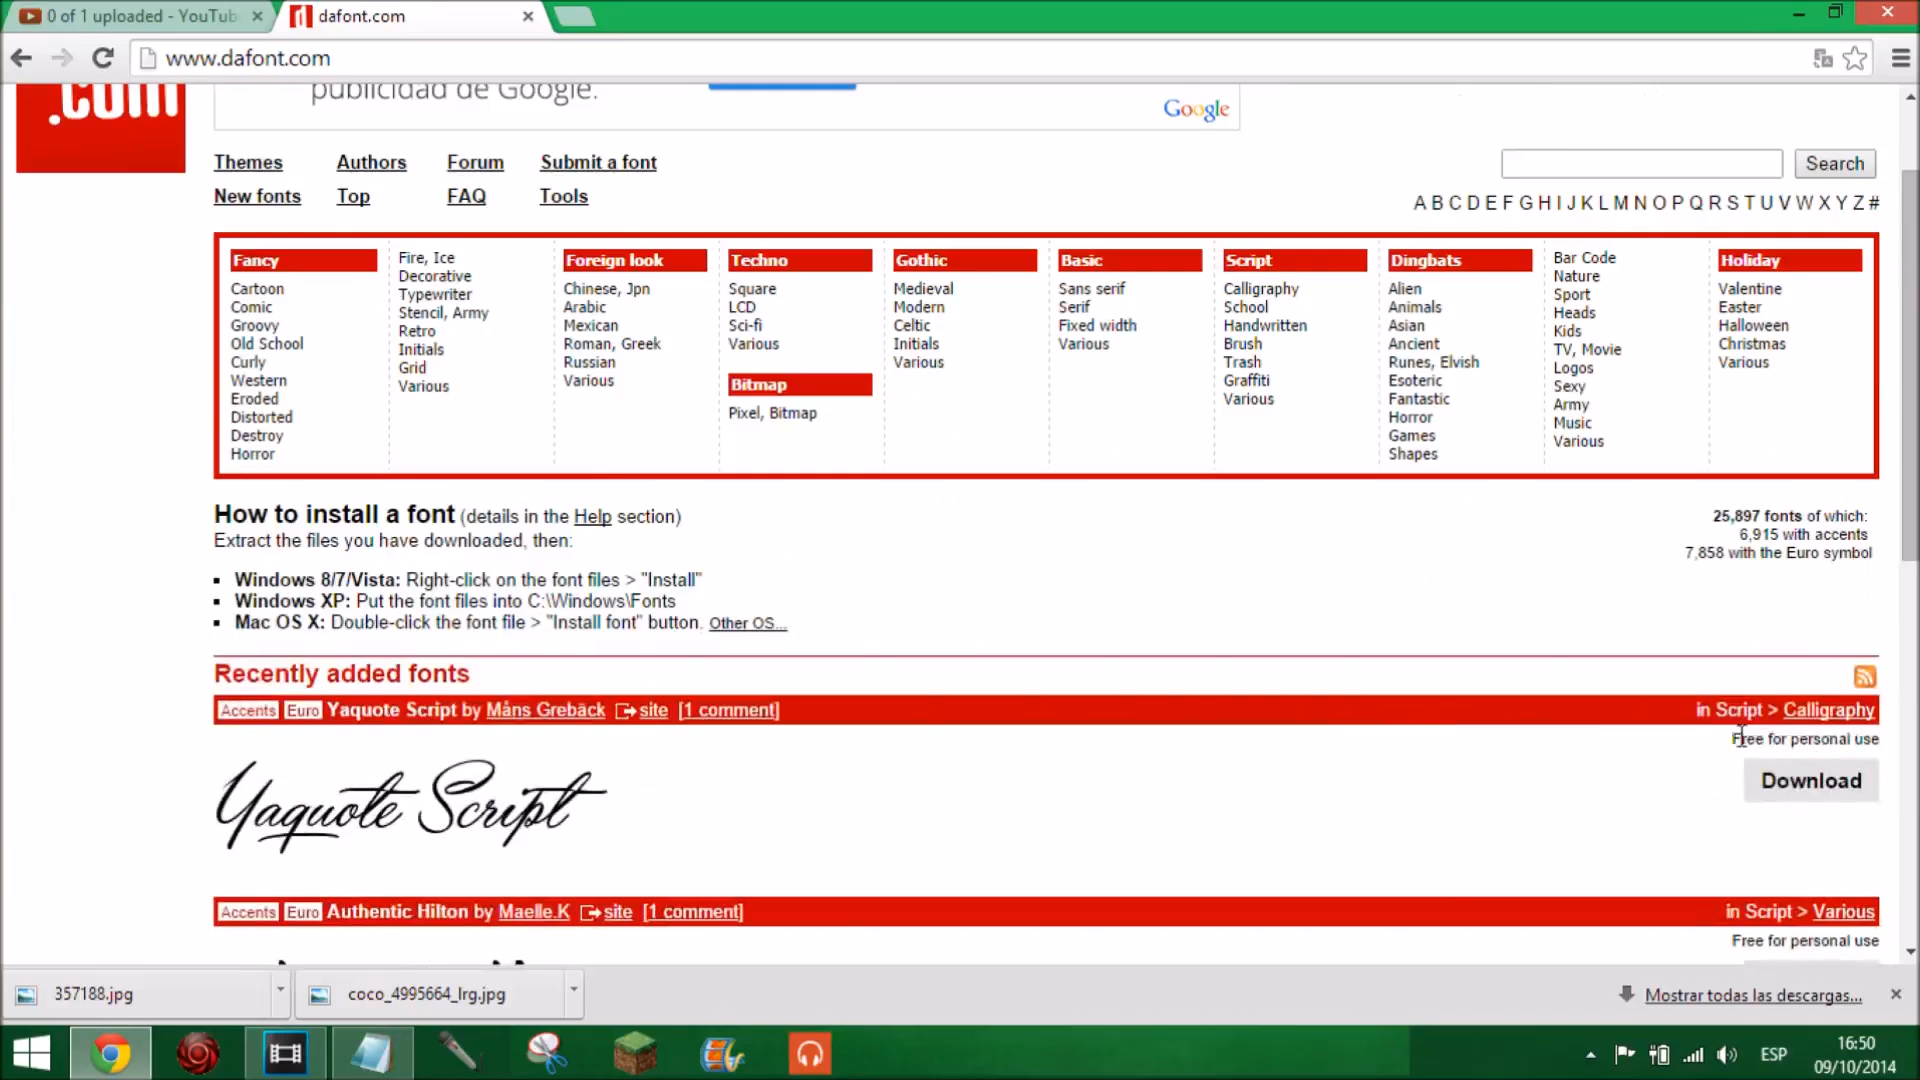 0 of 1 uploaded - YouTub
dafont.com
www.dafont.com
.com
publicidad de Google.
Google
Themes Authors Forum Submit a font
New fonts Top FAQ Tools
Search
A B C D E F G H I J K L M N O P Q R S T U V W X Y Z #
Fancy
Cartoon
Comic
Groovy
Old School
Curly
Western
Eroded
Distorted
Destroy
Horror
Fire, Ice
Decorative
Typewriter
Stencil, Army
Retro
Initials
Grid
Various
Foreign look
Chinese, Jpn
Arabic
Mexican
Roman, Greek
Russian
Various
Techno
Square
LCD
Sci-fi
Various
Bitmap
Pixel, Bitmap
Gothic
Medieval
Modern
Celtic
Initials
Various
Basic
Sans serif
Serif
Fixed width
Various
Script
Calligraphy
School
Handwritten
Brush
Trash
Graffiti
Various
Dingbats
Alien
Animals
Asian
Ancient
Runes, Elvish
Esoteric
Fantastic
Horror
Games
Shapes
Bar Code
Nature
Sport
Heads
Kids
TV, Movie
Logos
Sexy
Army
Music
Various
Holiday
Valentine
Easter
Halloween
Christmas
Various
How to install a font (details in the Help section)
Extract the files you have downloaded, then:
Windows 8/7/Vista: Right-click on the font files > "Install"
Windows XP: Put the font files into C:\Windows\Fonts
Mac OS X: Double-click the font file > "Install font" button. Other OS...
25,897 fonts of which:
6,915 with accents
7,858 with the Euro symbol
Recently added fonts
Accents Euro Yaquote Script by Måns Grebäck site [1 comment] in Script > Calligraphy
Free for personal use
Download
Yaquote Script
Accents Euro Authentic Hilton by Maelle.K site [1 comment] in Script > Various
Free for personal use
357188.jpg
coco_4995664_lrg.jpg
Mostrar todas las descargas...
ESP
16:50
09/10/2014